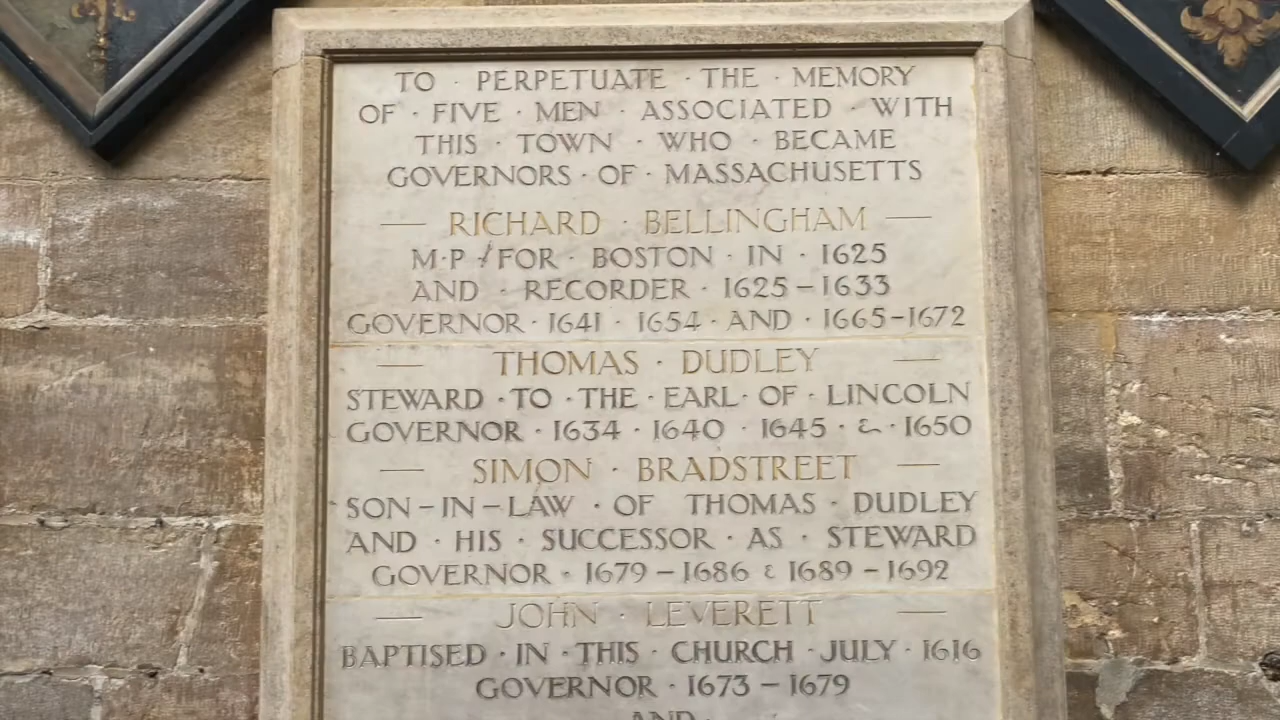 TO · PERPETUATE · THE · MEMORY
OF · FIVE · MEN · ASSOCIATED · WITH
THIS · TOWN · WHO · BECAME
GOVERNORS · OF · MASSACHUSETTS
— RICHARD · BELLINGHAM —
M·P · FOR · BOSTON · IN · 1625
AND · RECORDER · 1625–1633
GOVERNOR · 1641 · 1654 · AND · 1665–1672
— THOMAS · DUDLEY —
STEWARD · TO · THE · EARL · OF · LINCOLN
GOVERNOR · 1634 · 1640 · 1645 · & · 1650
— SIMON · BRADSTREET —
SON–IN–LAW · OF THOMAS · DUDLEY
AND · HIS · SUCCESSOR · AS · STEWARD
GOVERNOR · 1679 – 1686 & 1689 – 1692
— JOHN · LEVERETT —
BAPTISED · IN · THIS · CHURCH · JULY · 1616
GOVERNOR · 1673 – 1679
AND ·